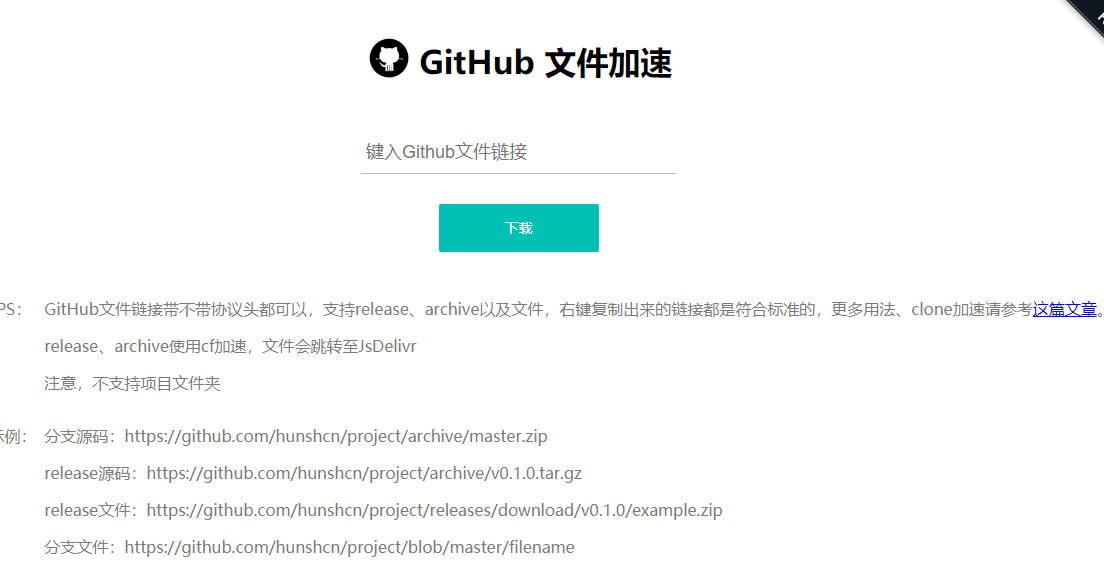 GitHub 文件加速
键入Github文件链接
下载
PS： GitHub文件链接带不带协议头都可以，支持release、archive以及文件，右键复制出来的链接都是符合标准的，更多用法、clone加速请参考这篇文章。
release、archive使用cf加速，文件会跳转至JsDelivr
注意，不支持项目文件夹
示例： 分支源码：https://github.com/hunshcn/project/archive/master.zip
release源码：https://github.com/hunshcn/project/archive/v0.1.0.tar.gz
release文件：https://github.com/hunshcn/project/releases/download/v0.1.0/example.zip
分支文件：https://github.com/hunshcn/project/blob/master/filename